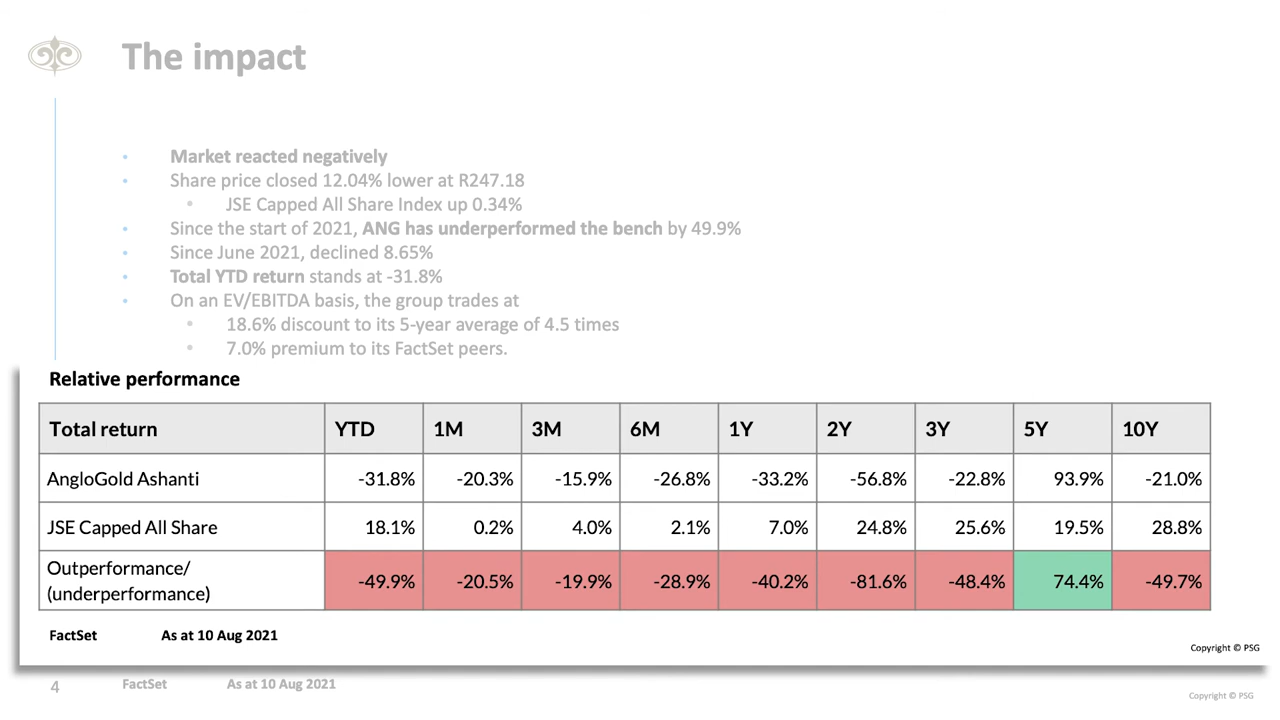 The impact
• Market reacted negatively
• Share price closed 12.04% lower at R247.18
• JSE Capped All Share Index up 0.34%
• Since the start of 2021, ANG has underperformed the bench by 49.9%
• Since June 2021, declined 8.65%
• Total YTD return stands at -31.8%
• On an EV/EBITDA basis, the group trades at
• 18.6% discount to its 5-year average of 4.5 times
• 7.0% premium to its FactSet peers.
Relative performance
Total return YTD 1M 3M 6M 1Y 2Y 3Y 5Y 10Y
AngloGold Ashanti -31.8% -20.3% -15.9% -26.8% -33.2% -56.8% -22.8% 93.9% -21.0%
JSE Capped All Share 18.1% 0.2% 4.0% 2.1% 7.0% 24.8% 25.6% 19.5% 28.8%
Outperformance/
(underperformance) -49.9% -20.5% -19.9% -28.9% -40.2% -81.6% -48.4% 74.4% -49.7%
FactSet As at 10 Aug 2021
Copyright © PSG
4 FactSet As at 10 Aug 2021
Copyright © PSG